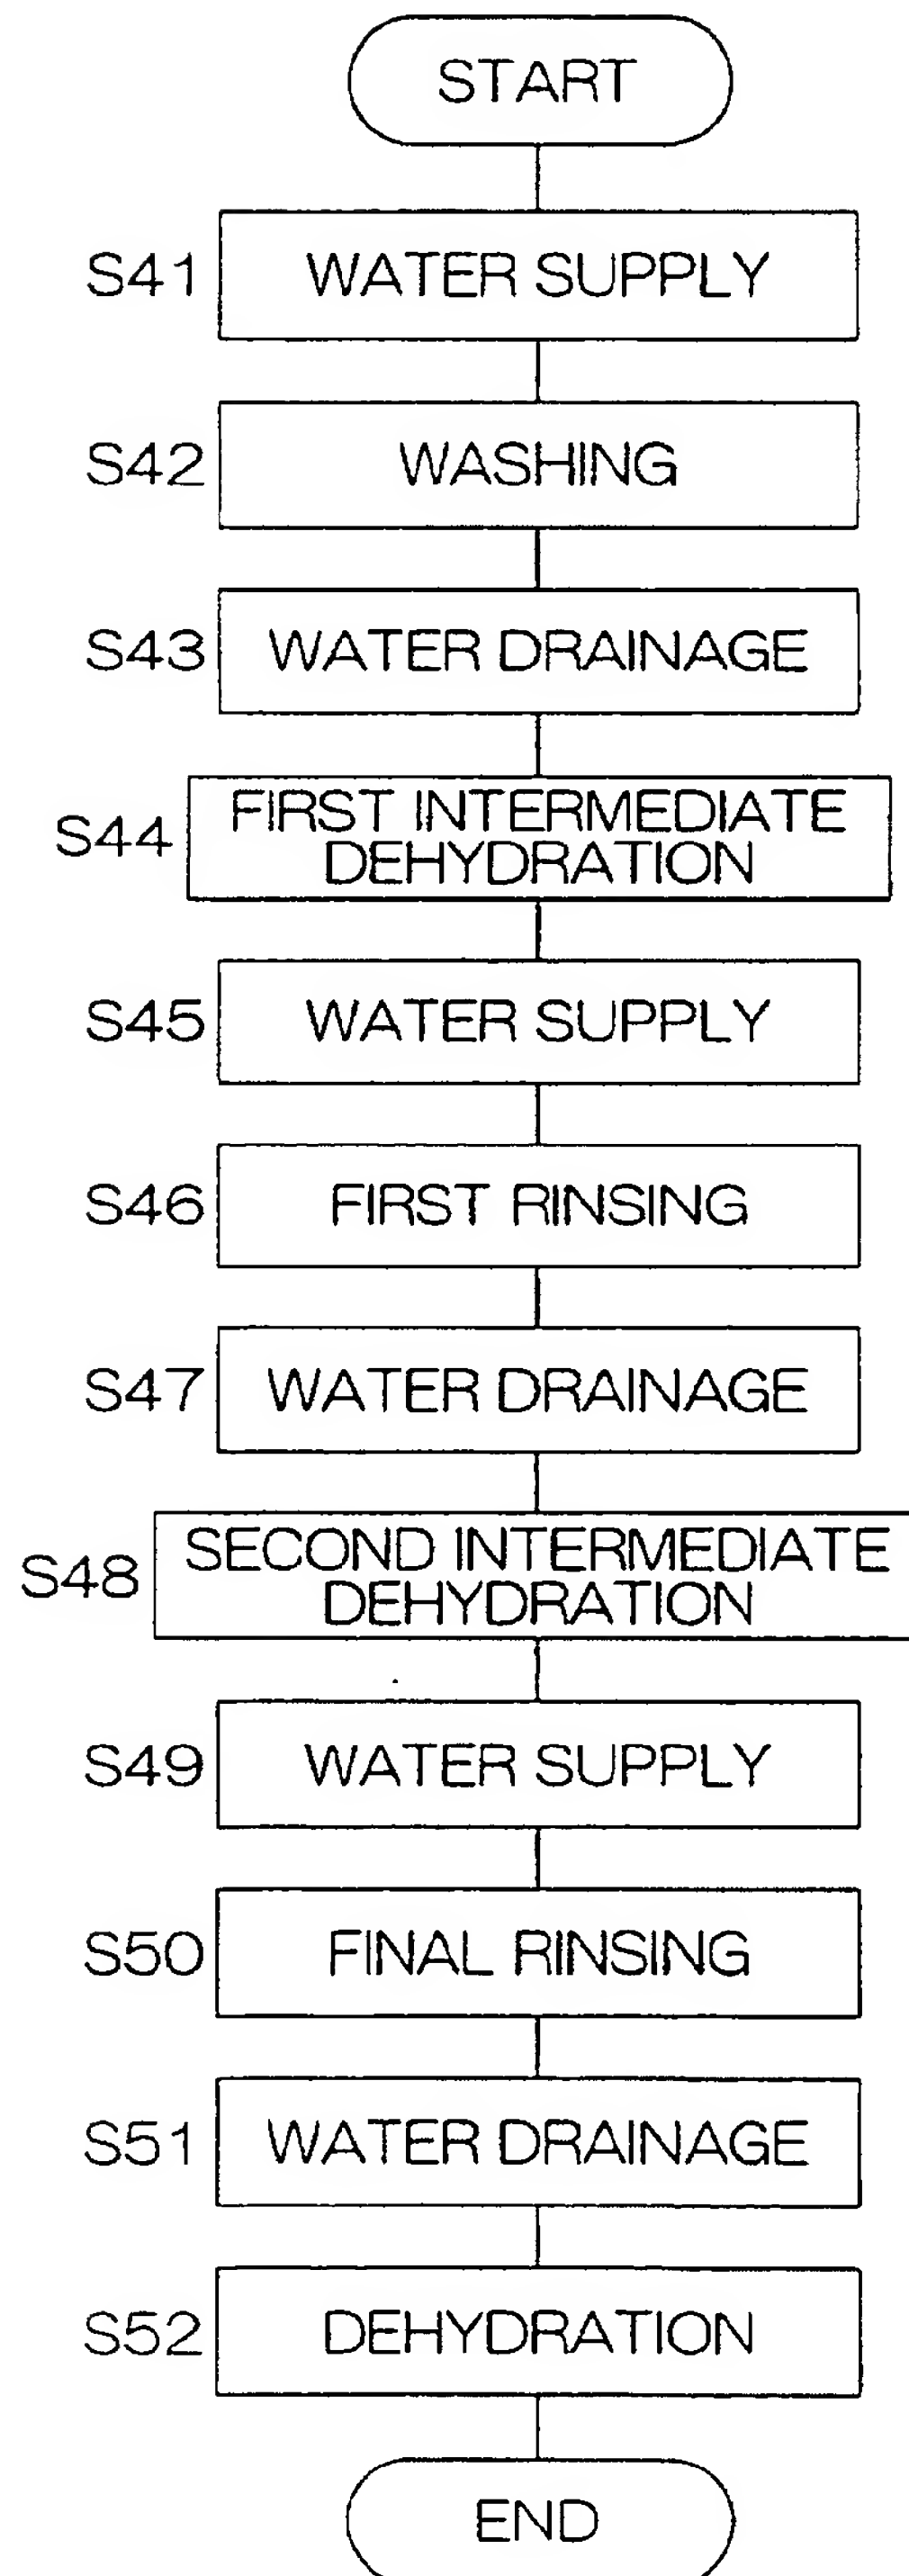 START
S41 WATER SUPPLY
S42 WASHING
S43 WATER DRAINAGE
S44 FIRST INTERMEDIATE
DEHYDRATION
S45 WATER SUPPLY
S46 FIRST RINSING
S47 WATER DRAINAGE
S48 SECOND INTERMEDIATE
DEHYDRATION
S49 WATER SUPPLY
S50 FINAL RINSING
S51 WATER DRAINAGE
S52 DEHYDRATION
END